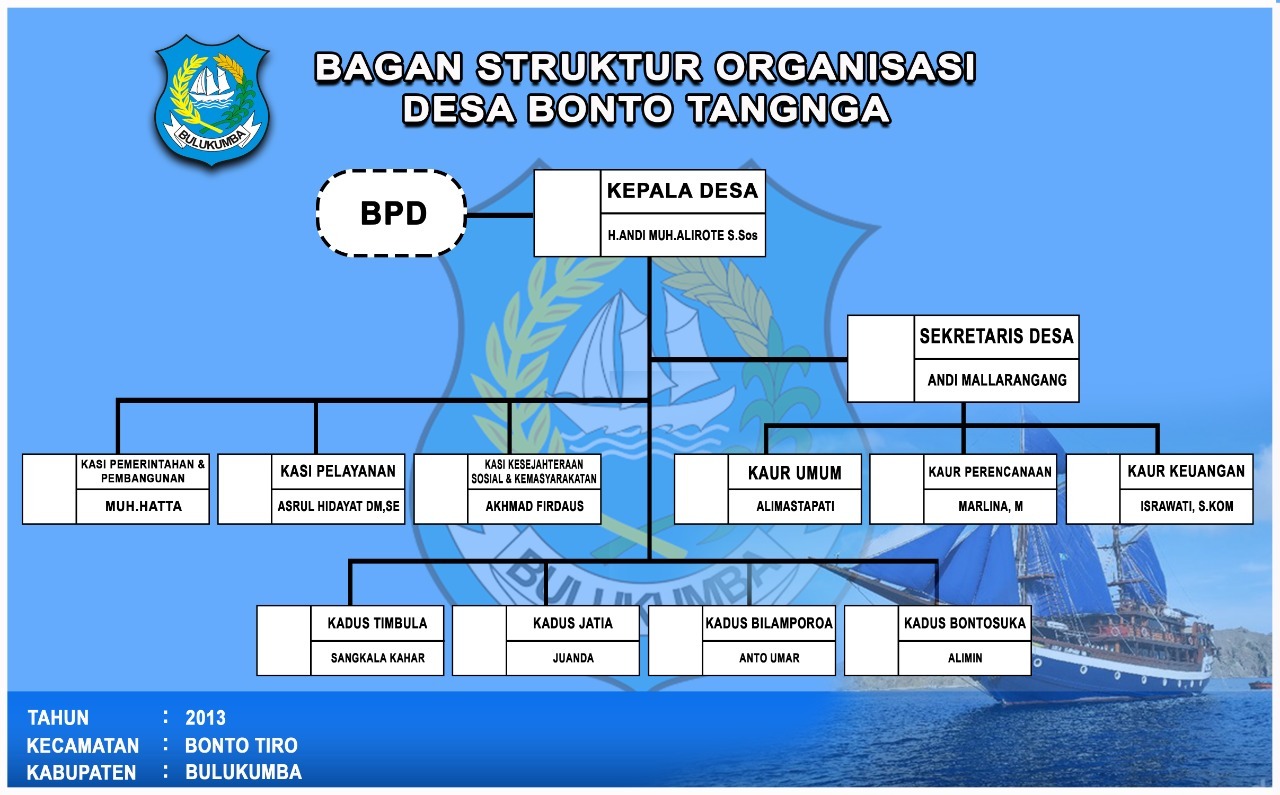 BULUKUMBA
BAGAN STRUKTUR ORGANISASI
DESA BONTO TANGNGA
BPD
KEPALA DESA
H.ANDI MUH.ALIROTE S.Sos
SEKRETARIS DESA
ANDI MALLARANGANG
KASI PEMERINTAHAN &
PEMBANGUNAN
MUH.HATTA
KASI PELAYANAN
ASRUL HIDAYAT DM,SE
KASI KESEJAHTERAAN
SOSIAL & KEMASYARAKATAN
AKHMAD FIRDAUS
KAUR UMUM
ALIMASTAPATI
KAUR PERENCANAAN
MARLINA, M
KAUR KEUANGAN
ISRAWATI, S.KOM
BULUKUMBA
KADUS TIMBULA
SANGKALA KAHAR
KADUS JATIA
JUANDA
KADUS BILAMPOROA
ANTO UMAR
KADUS BONTOSUKA
ALIMIN
TAHUN : 2013
KECAMATAN : BONTO TIRO
KABUPATEN : BULUKUMBA